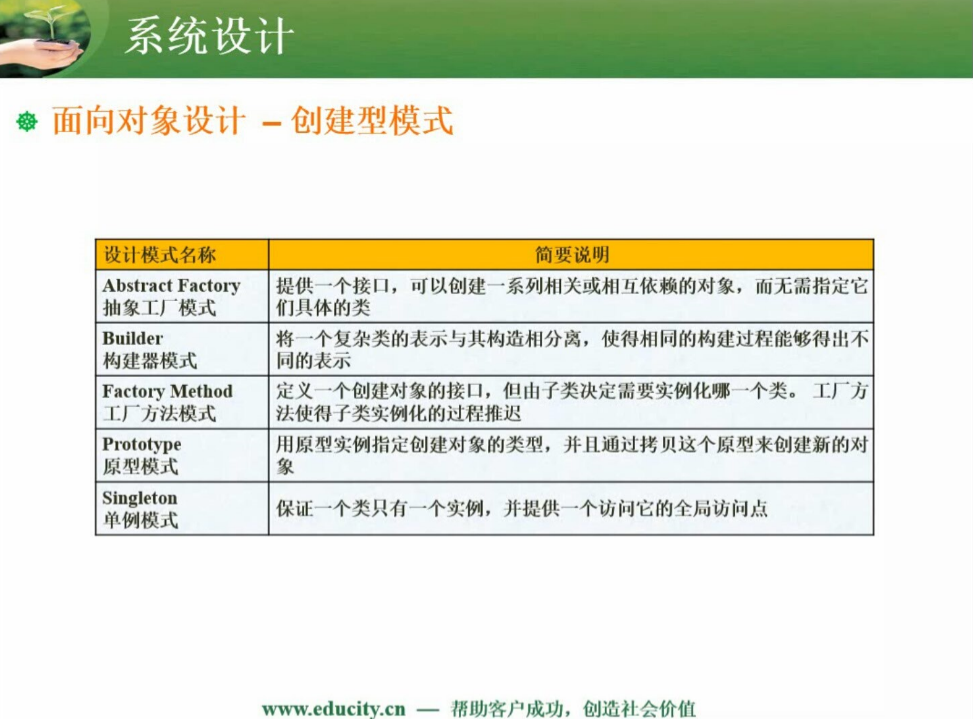 系统设计
面向对象设计 – 创建型模式
设计模式名称
简要说明
Abstract Factory
抽象工厂模式
提供一个接口，可以创建一系列相关或相互依赖的对象，而无需指定它
们具体的类
Builder
构建器模式
将一个复杂类的表示与其构造相分离，使得相同的构建过程能够得出不
同的表示
Factory Method
工厂方法模式
定义一个创建对象的接口，但由子类决定需要实例化哪一个类。 工厂方
法使得子类实例化的过程推迟
Prototype
原型模式
用原型实例指定创建对象的类型，并且通过拷贝这个原型来创建新的对
象
Singleton
单例模式
保证一个类只有一个实例，并提供一个访问它的全局访问点
www.educity.cn — 帮助客户成功，创造社会价值